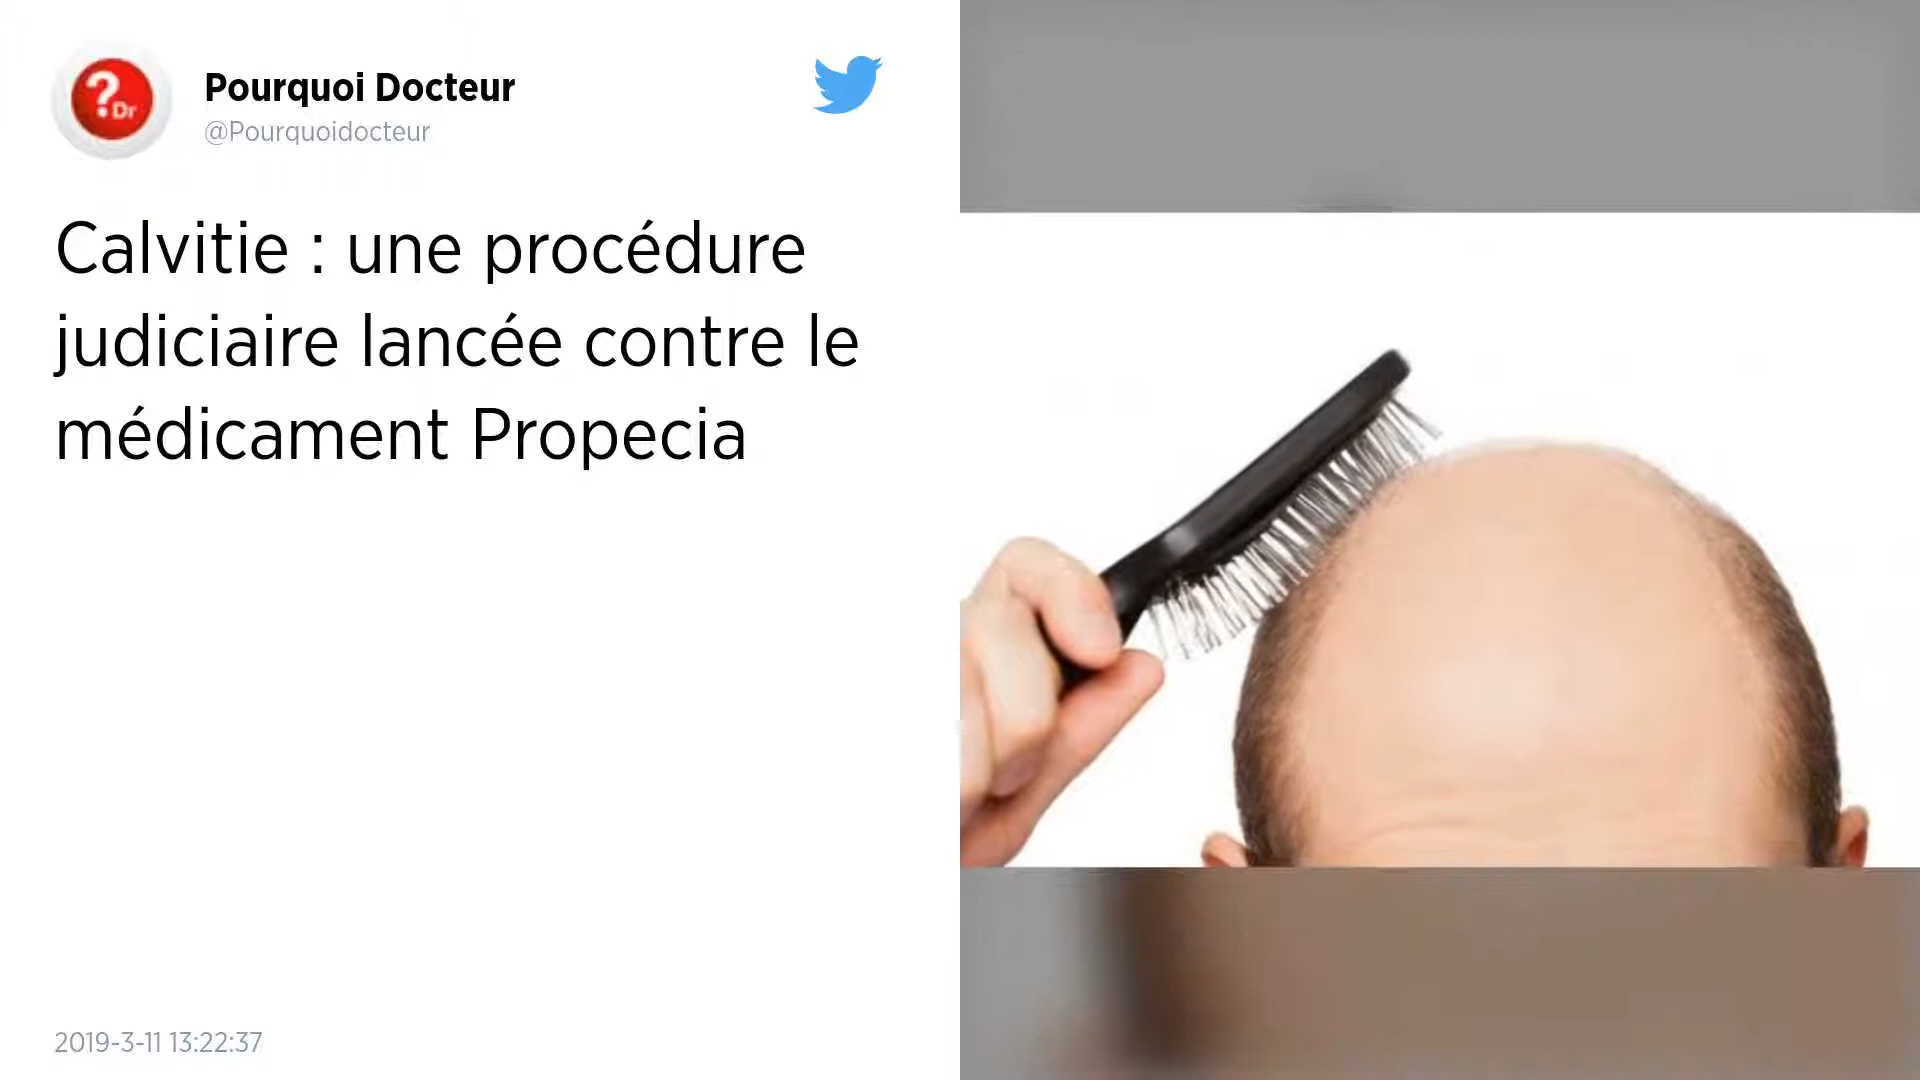 ?Dr
Pourquoi Docteur
@Pourquoidocteur
Calvitie : une procédure
judiciaire lancée contre le
médicament Propecia
2019-3-11 13:22:37